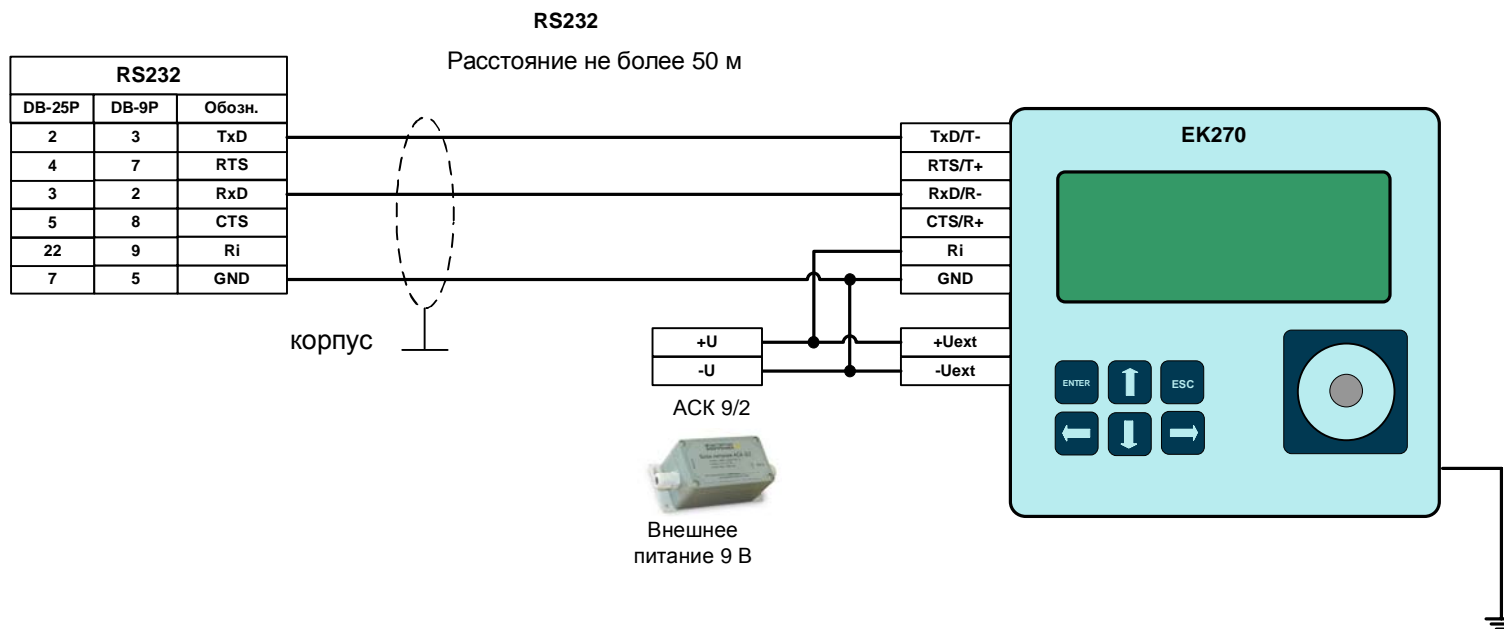 RS232
Расстояние не более 50 м
RS232
DB-25P DB-9P Обозн.
2 3 TxD
4 7 RTS
3 2 RxD
5 8 CTS
22 9 Ri
7 5 GND
корпус
TxD/T-
RTS/T+
RxD/R-
CTS/R+
Ri
GND
+U
-U
+Uext
-Uext
АСК 9/2
Внешнее
питание 9 В
EK270
ENTER
ESC